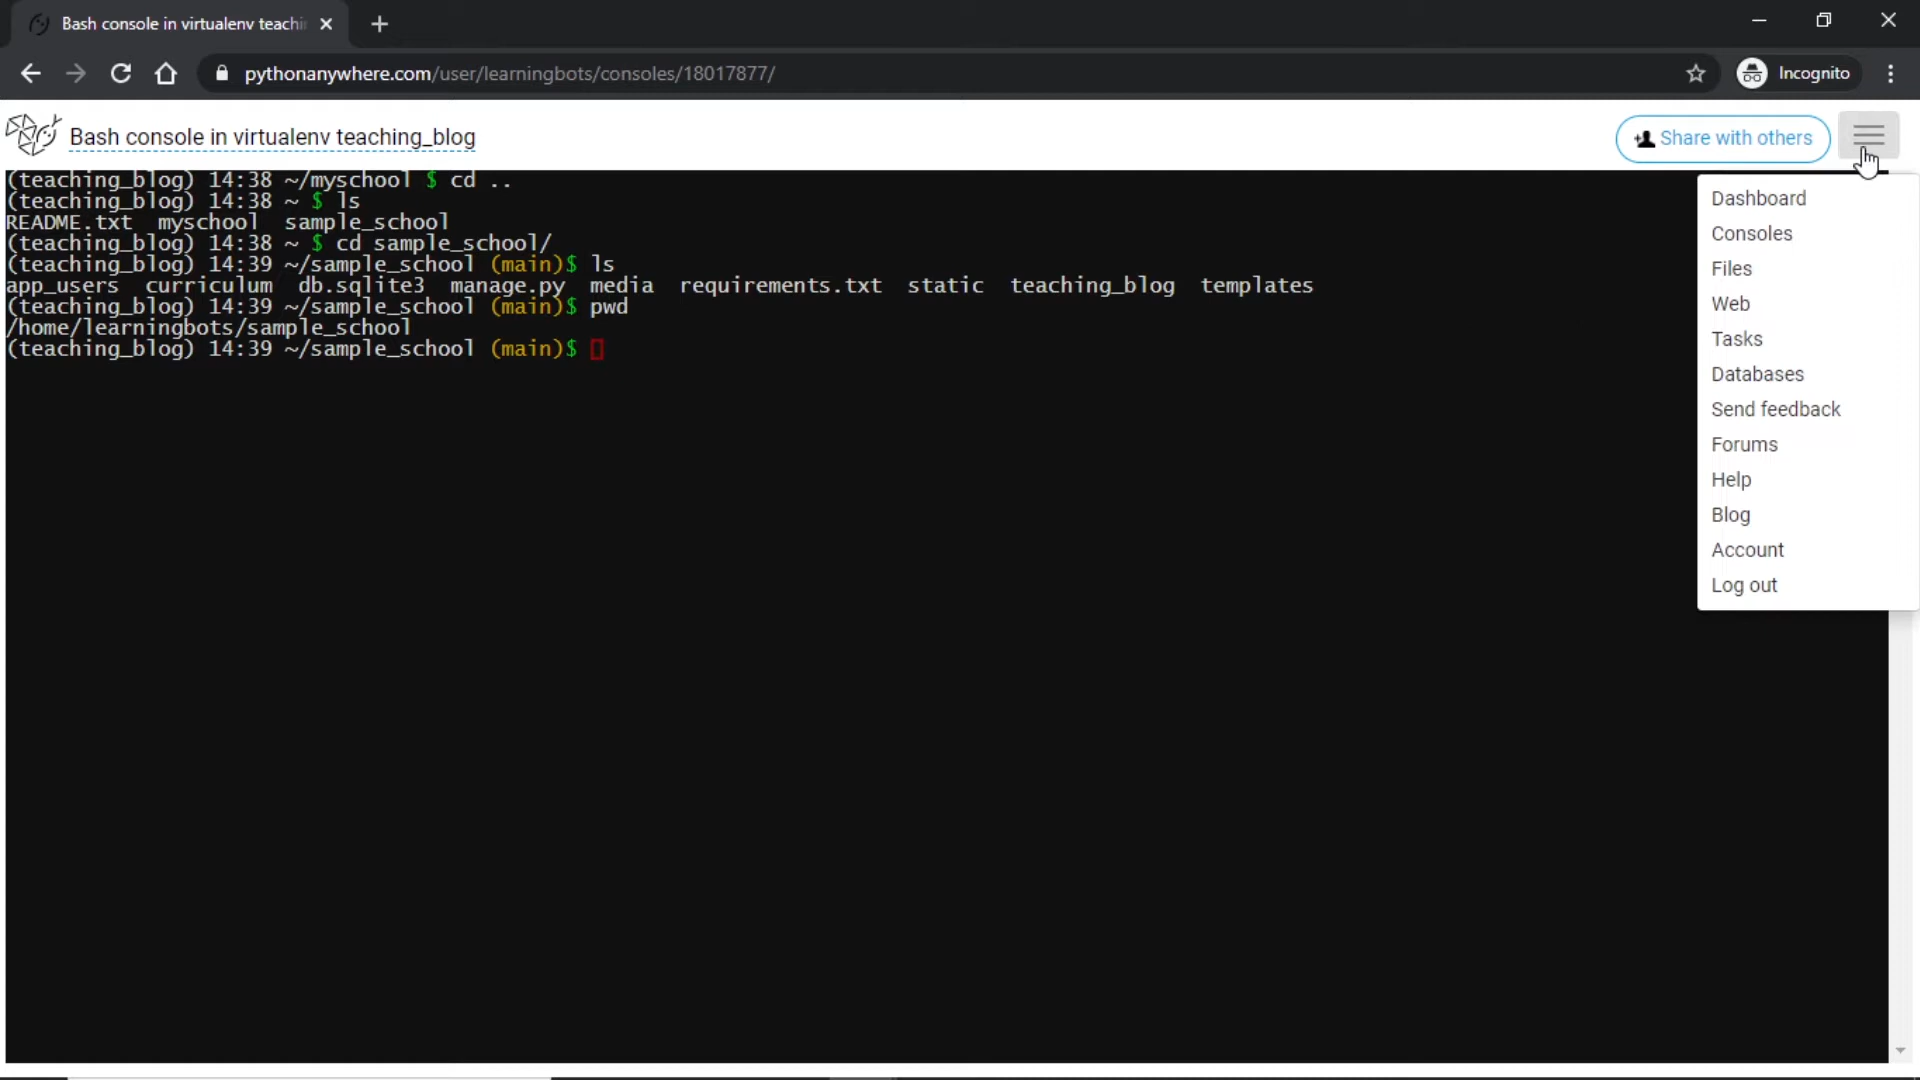 Bash console in virtualenv teachi
pythonanywhere.com/user/learningbots/consoles/18017877/
Incognito
Bash console in virtualenv teaching_blog
Share with others
(teaching_blog) 14:38 ~/myschool $ cd ..
(teaching_blog) 14:38 ~ $ ls
README.txt myschool sample_school
(teaching_blog) 14:38 ~ $ cd sample_school/
(teaching_blog) 14:39 ~/sample_school (main)$ ls
app_users curriculum db.sqlite3 manage.py media requirements.txt static teaching_blog templates
(teaching_blog) 14:39 ~/sample_school (main)$ pwd
/home/learningbots/sample_school
(teaching_blog) 14:39 ~/sample_school (main)$
Dashboard
Consoles
Files
Web
Tasks
Databases
Send feedback
Forums
Help
Blog
Account
Log out